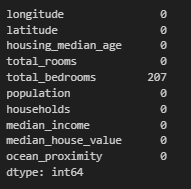 longitude 0
latitude 0
housing_median_age 0
total_rooms 0
total_bedrooms 207
population 0
households 0
median_income 0
median_house_value 0
ocean_proximity 0
dtype: int64